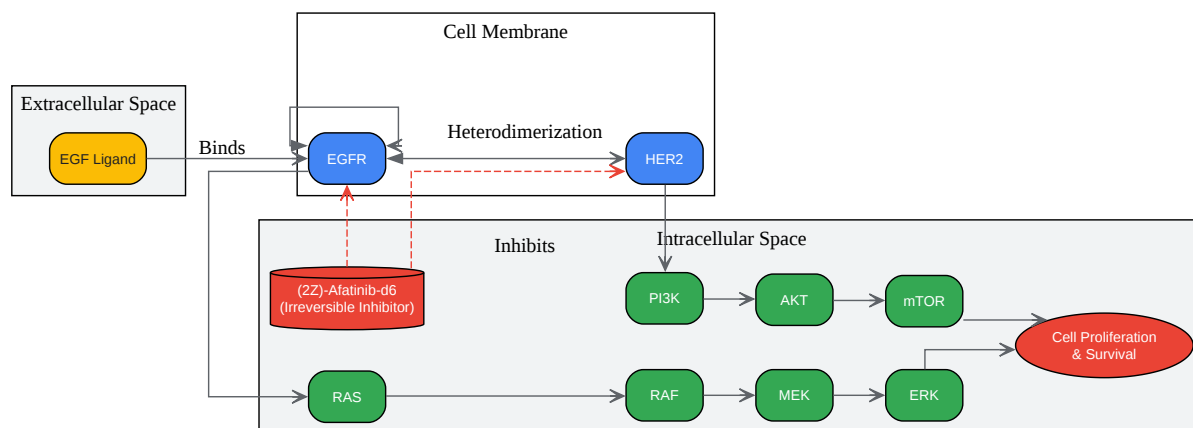 Cell Membrane
Extracellular Space
EGF Ligand
Binds
EGFR
Heterodimerization
HER2
Inhibits
Intracellular Space
(2Z)-Afatinib-d6
(Irreversible Inhibitor)
PI3K
AKT
mTOR
Cell Proliferation
& Survival
RAS
RAF
MEK
ERK